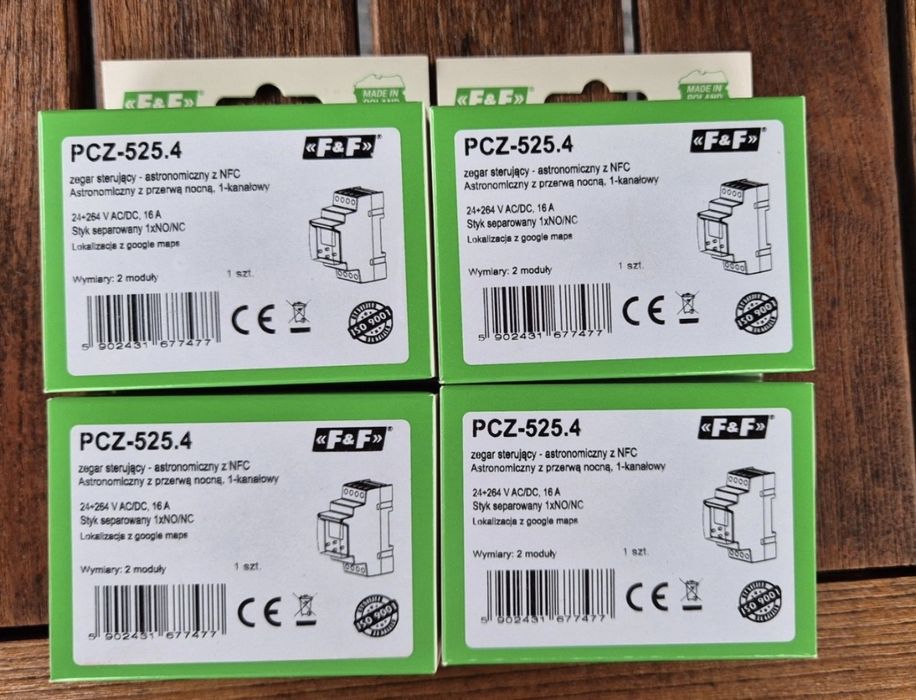 «F&F»
MADE IN
POLAND
«F&F»
MADE IN
POLAND
PCZ-525.4
«F&F»®
zegar sterujący - astronomiczny z NFC
Astronomiczny z przerwą nocną, 1-kanałowy
24÷264 V AC/DC, 16 A
Styk separowany 1xNO/NC
Lokalizacja z google maps
Wymiary: 2 moduły
1 szt.
5 902431 677477
CE
ISO 9001
PCZ-525.4
«F&F»®
zegar sterujący - astronomiczny z NFC
Astronomiczny z przerwą nocną, 1-kanałowy
24÷264 V AC/DC, 16 A
Styk separowany 1xNO/NC
Lokalizacja z google maps
Wymiary: 2 moduły
1 szt.
5 902431 677477
CE
ISO 9001
PCZ-525.4
«F&F»®
zegar sterujący - astronomiczny z NFC
Astronomiczny z przerwą nocną, 1-kanałowy
24÷264 V AC/DC, 16 A
Styk separowany 1xNO/NC
Lokalizacja z google maps
Wymiary: 2 moduły
1 szt.
5 902431 677477
CE
ISO 9001
PCZ-525.4
«F&F»®
zegar sterujący - astronomiczny z NFC
Astronomiczny z przerwą nocną, 1-kanałowy
24÷264 V AC/DC, 16 A
Styk separowany 1xNO/NC
Lokalizacja z google maps
Wymiary: 2 moduły
1 szt.
5 902431 677477
CE
ISO 9001